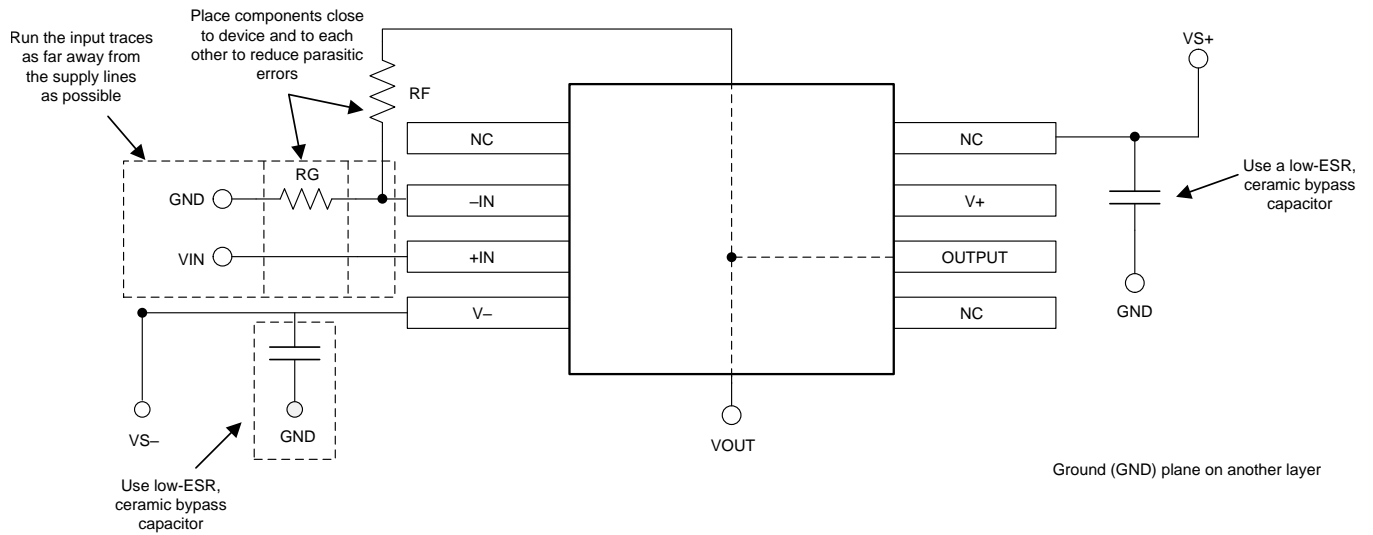 Place components close
to device and to each
other to reduce parasitic
errors
Run the input traces
as far away from
the supply lines
as possible
VS+
RF
NC
NC
Use a low-ESR,
ceramic bypass
capacitor
RG
GND
–IN
V+
VIN
+IN
OUTPUT
V–
NC
GND
VS–
GND
VOUT
Use low-ESR,
ceramic bypass
capacitor
Ground (GND) plane on another layer